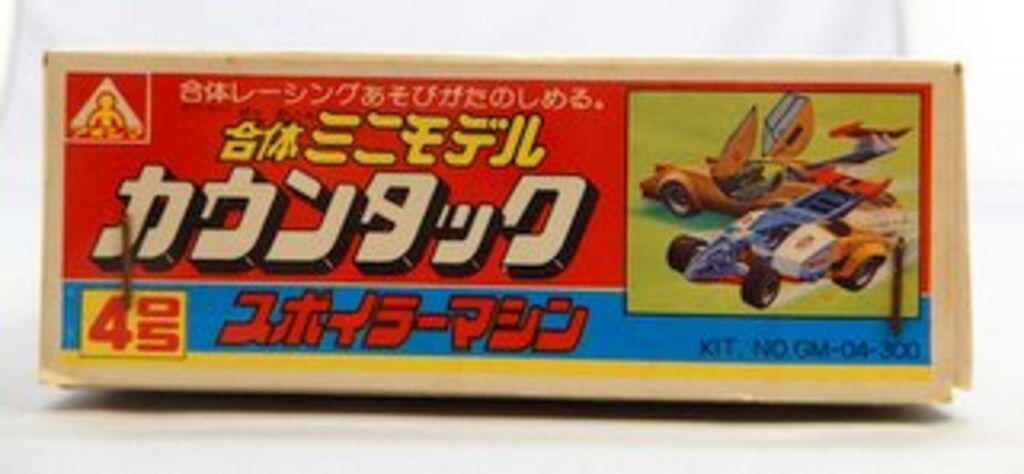 合体レーシングあそびがたのしめる。
合体ミニモデル
カウンタック
4号
スポイラーマシン
KIT. NO.GM-04-300